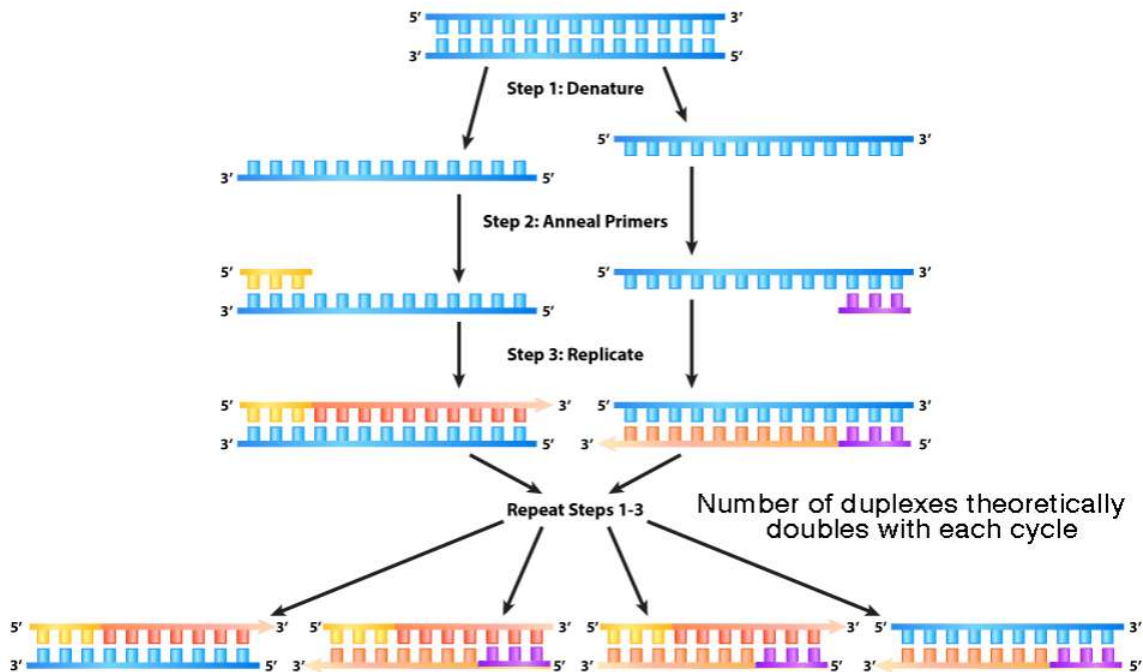 5’ 3’
3’ 5’
Step 1: Denature
5’ 3’
3’ 5’
Step 2: Anneal Primers
5’ 5’ 3’
3’ 5’
Step 3: Replicate
5’ 3’ 5’ 3’
3’ 5’ 3’ 5’
Repeat Steps 1-3
Number of duplexes theoretically
doubles with each cycle
5’ 3’ 5’ 3’ 5’ 3’ 5’ 3’
3’ 5’ 3’ 5’ 3’ 5’ 3’ 5’